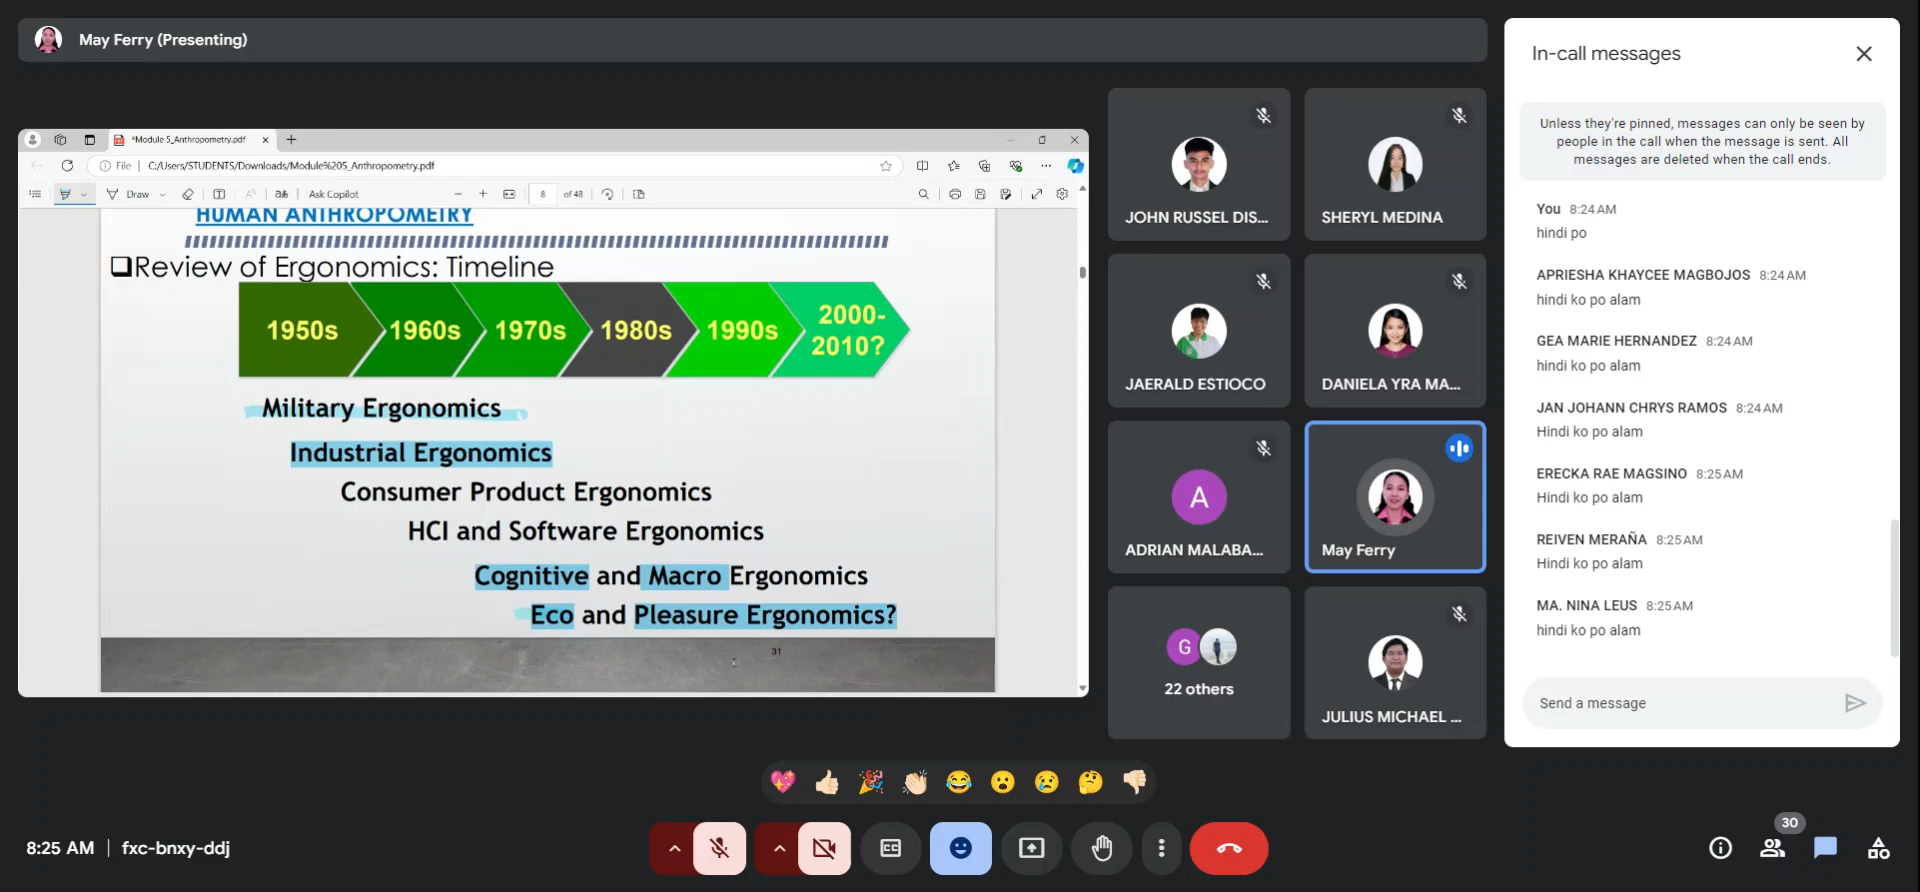 May Ferry (Presenting)
*Module 5_Anthropometry.pdf
File | C:/Users/STUDENTS/Downloads/Module%205_Anthropometry.pdf
Draw
Ask Copilot
8 of 48
HUMAN ANTHROPOMETRY
Review of Ergonomics: Timeline
1950s 1960s 1970s 1980s 1990s 2000-
2010?
Military Ergonomics
Industrial Ergonomics
Consumer Product Ergonomics
HCI and Software Ergonomics
Cognitive and Macro Ergonomics
Eco and Pleasure Ergonomics?
31
JOHN RUSSEL DIS...
SHERYL MEDINA
JAERALD ESTIOCO
DANIELA YRA MA...
A
ADRIAN MALABA...
May Ferry
G
22 others
JULIUS MICHAEL ...
In-call messages
Unless they're pinned, messages can only be seen by
people in the call when the message is sent. All
messages are deleted when the call ends.
You 8:24 AM
hindi po
APRIESHA KHAYCEE MAGBOJOS 8:24 AM
hindi ko po alam
GEA MARIE HERNANDEZ 8:24 AM
hindi ko po alam
JAN JOHANN CHRYS RAMOS 8:24 AM
Hindi ko po alam
ERECKA RAE MAGSINO 8:25 AM
Hindi ko po alam
REIVEN MERAÑA 8:25 AM
Hindi ko po alam
MA. NINA LEUS 8:25 AM
hindi ko po alam
Send a message
8:25 AM | fxc-bnxy-ddj
30